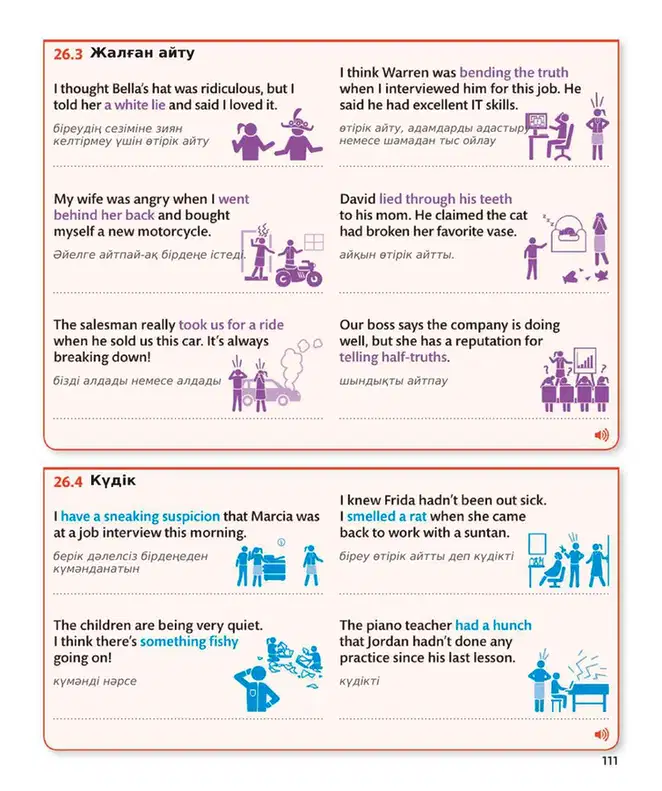 26.3 Жалған айту
I thought Bella's hat was ridiculous, but I
told her a white lie and said I loved it.
біреудің сезіміне зиян
келтірмеу үшін өтірік айту
I think Warren was bending the truth
when I interviewed him for this job. He
said he had excellent IT skills.
өтірік айту, адамдарды адастыру
немесе шамадан тыс ойлау
My wife was angry when I went
behind her back and bought
myself a new motorcycle.
Әйелге айтпай-ақ бірдеңе істеді.
David lied through his teeth
to his mom. He claimed the cat
had broken her favorite vase.
айқын өтірік айтты.
The salesman really took us for a ride
when he sold us this car. It's always
breaking down!
бізді алдады немесе алдады
Our boss says the company is doing
well, but she has a reputation for
telling half-truths.
шындықты айтпау
26.4 Күдік
I have a sneaking suspicion that Marcia was
at a job interview this morning.
берік дәлелсіз бірдеңеден
күмәнданатын
I knew Frida hadn't been out sick.
I smelled a rat when she came
back to work with a suntan.
біреу өтірік айтты деп күдікті
The children are being very quiet.
I think there's something fishy
going on!
күмәнді нәрсе
The piano teacher had a hunch
that Jordan hadn't done any
practice since his last lesson.
күдікті
111